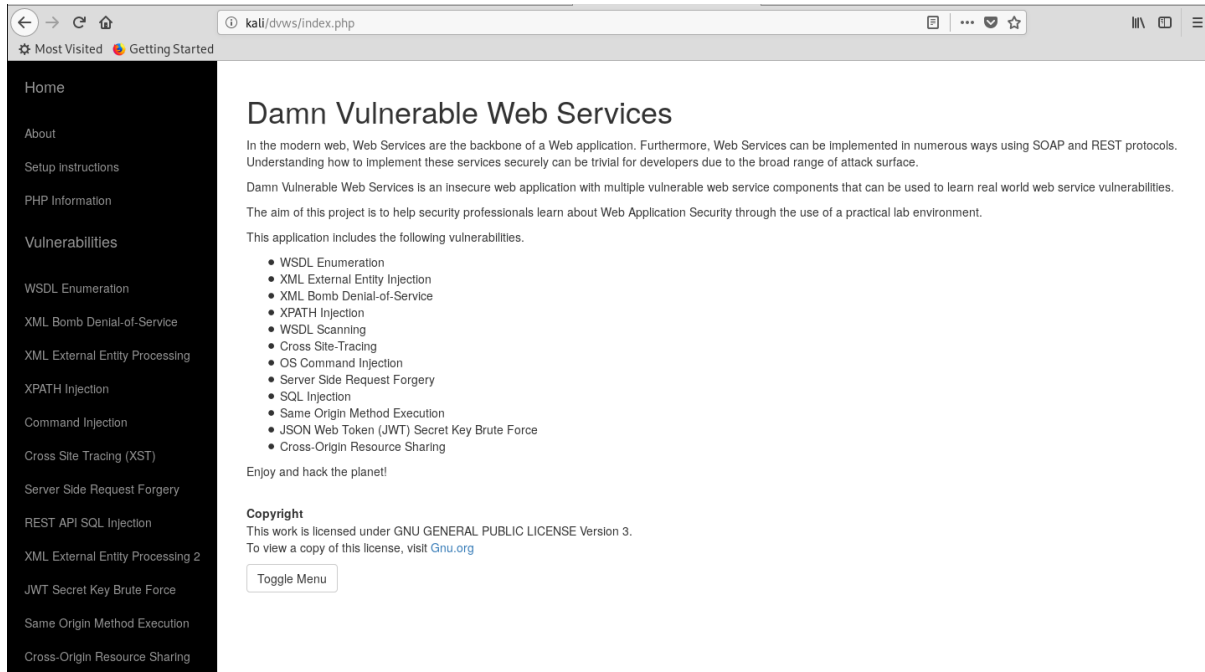 kali/dvws/index.php
Most Visited Getting Started
Home
About
Setup instructions
PHP Information
Vulnerabilities
WSDL Enumeration
XML Bomb Denial-of-Service
XML External Entity Processing
XPATH Injection
Command Injection
Cross Site Tracing (XST)
Server Side Request Forgery
REST API SQL Injection
XML External Entity Processing 2
JWT Secret Key Brute Force
Same Origin Method Execution
Cross-Origin Resource Sharing
Damn Vulnerable Web Services
In the modern web, Web Services are the backbone of a Web application. Furthermore, Web Services can be implemented in numerous ways using SOAP and REST protocols.
Understanding how to implement these services securely can be trivial for developers due to the broad range of attack surface.
Damn Vulnerable Web Services is an insecure web application with multiple vulnerable web service components that can be used to learn real world web service vulnerabilities.
The aim of this project is to help security professionals learn about Web Application Security through the use of a practical lab environment.
This application includes the following vulnerabilities.
● WSDL Enumeration
● XML External Entity Injection
● XML Bomb Denial-of-Service
● XPATH Injection
● WSDL Scanning
● Cross Site-Tracing
● OS Command Injection
● Server Side Request Forgery
● SQL Injection
● Same Origin Method Execution
● JSON Web Token (JWT) Secret Key Brute Force
● Cross-Origin Resource Sharing
Enjoy and hack the planet!
Copyright
This work is licensed under GNU GENERAL PUBLIC LICENSE Version 3.
To view a copy of this license, visit Gnu.org
Toggle Menu